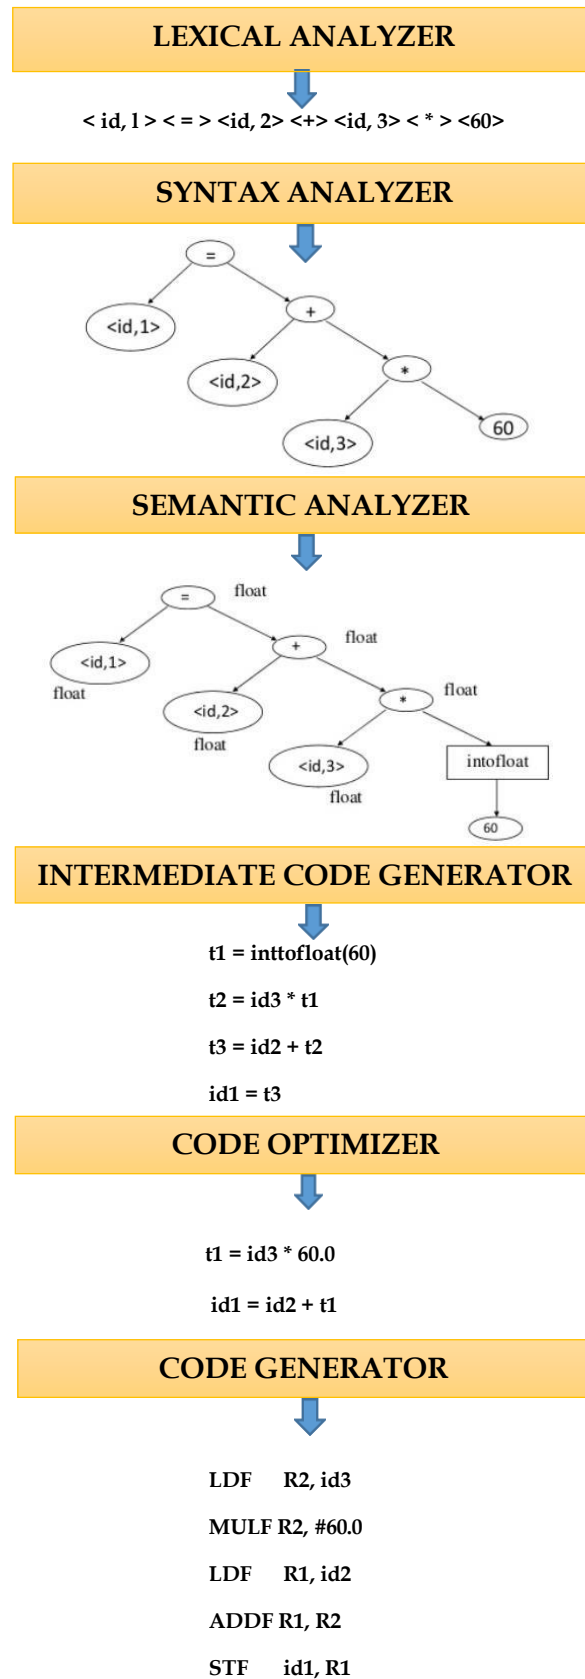 LEXICAL ANALYZER
< id, l > < = > <id, 2> <+> <id, 3> < * > <60>
SYNTAX ANALYZER
=
<id,1>
+
<id,2>
*
<id,3>
60
SEMANTIC ANALYZER
= float
<id,1>
float
+ float
<id,2>
float
* float
<id,3>
float
intofloat
60
INTERMEDIATE CODE GENERATOR
t1 = inttofloat(60)
t2 = id3 * t1
t3 = id2 + t2
id1 = t3
CODE OPTIMIZER
t1 = id3 * 60.0
id1 = id2 + t1
CODE GENERATOR
LDF R2, id3
MULF R2, #60.0
LDF R1, id2
ADDF R1, R2
STF id1, R1